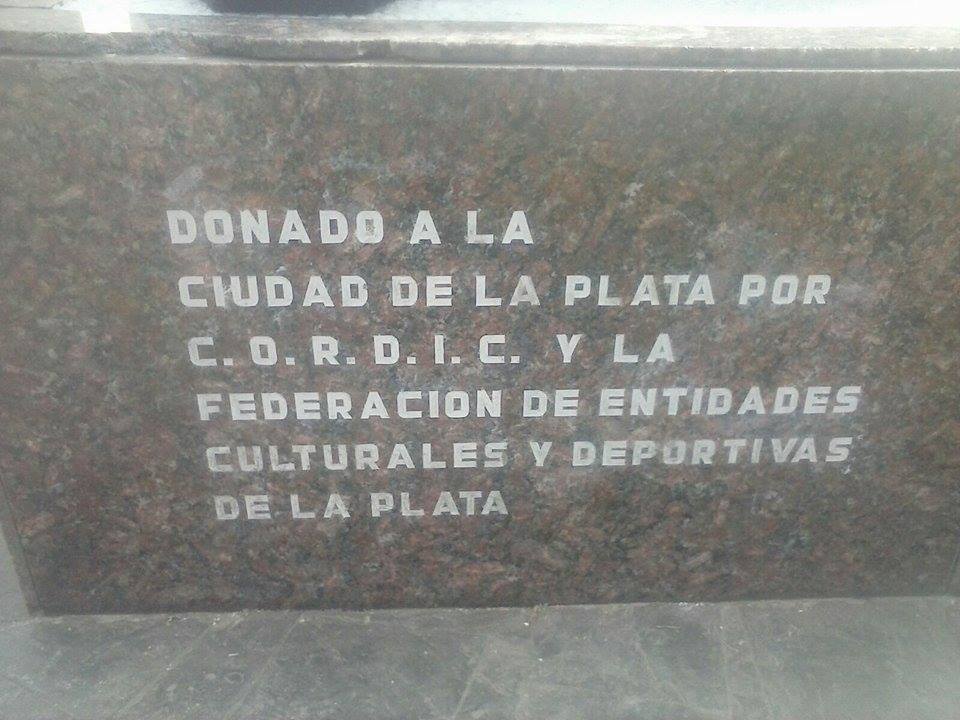 DONADO A LA
CIUDAD DE LA PLATA POR
C. O. R. D. I. C. Y LA
FEDERACION DE ENTIDADES
CULTURALES Y DEPORTIVAS
DE LA PLATA